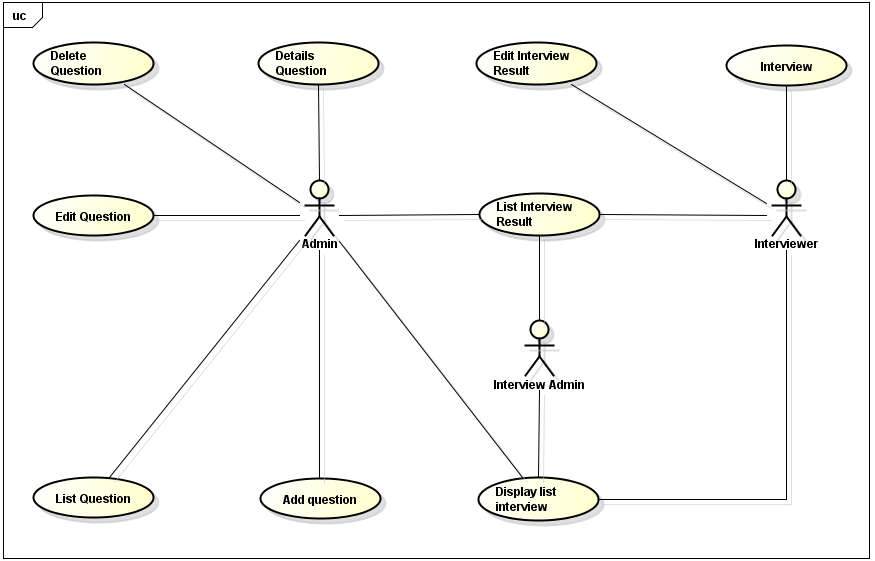 uc
Delete
Question
Details
Question
Edit Interview
Result
Interview
Edit Question
Admin
List Interview
Result
Interviewer
Interview Admin
List Question
Add question
Display list
interview